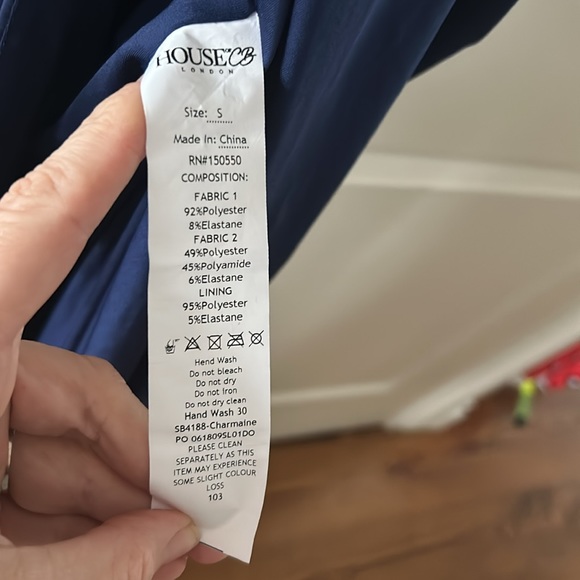 HOUSE OF CB
LONDON
Size: S
Made In: China
RN#150550
COMPOSITION:
FABRIC 1
92%Polyester
8%Elastane
FABRIC 2
49%Polyester
45%Polyamide
6%Elastane
LINING
95%Polyester
5%Elastane
Hend Wash
Do not bleach
Do not dry
Do not Iron
Do not dry clean
Hand Wash 30
SB4188-Charmaine
PO 061809SL01DO
PLEASE CLEAN
SEPARATELY AS THIS
ITEM MAY EXPERIENCE
SOME SLIGHT COLOUR
LOSS
103